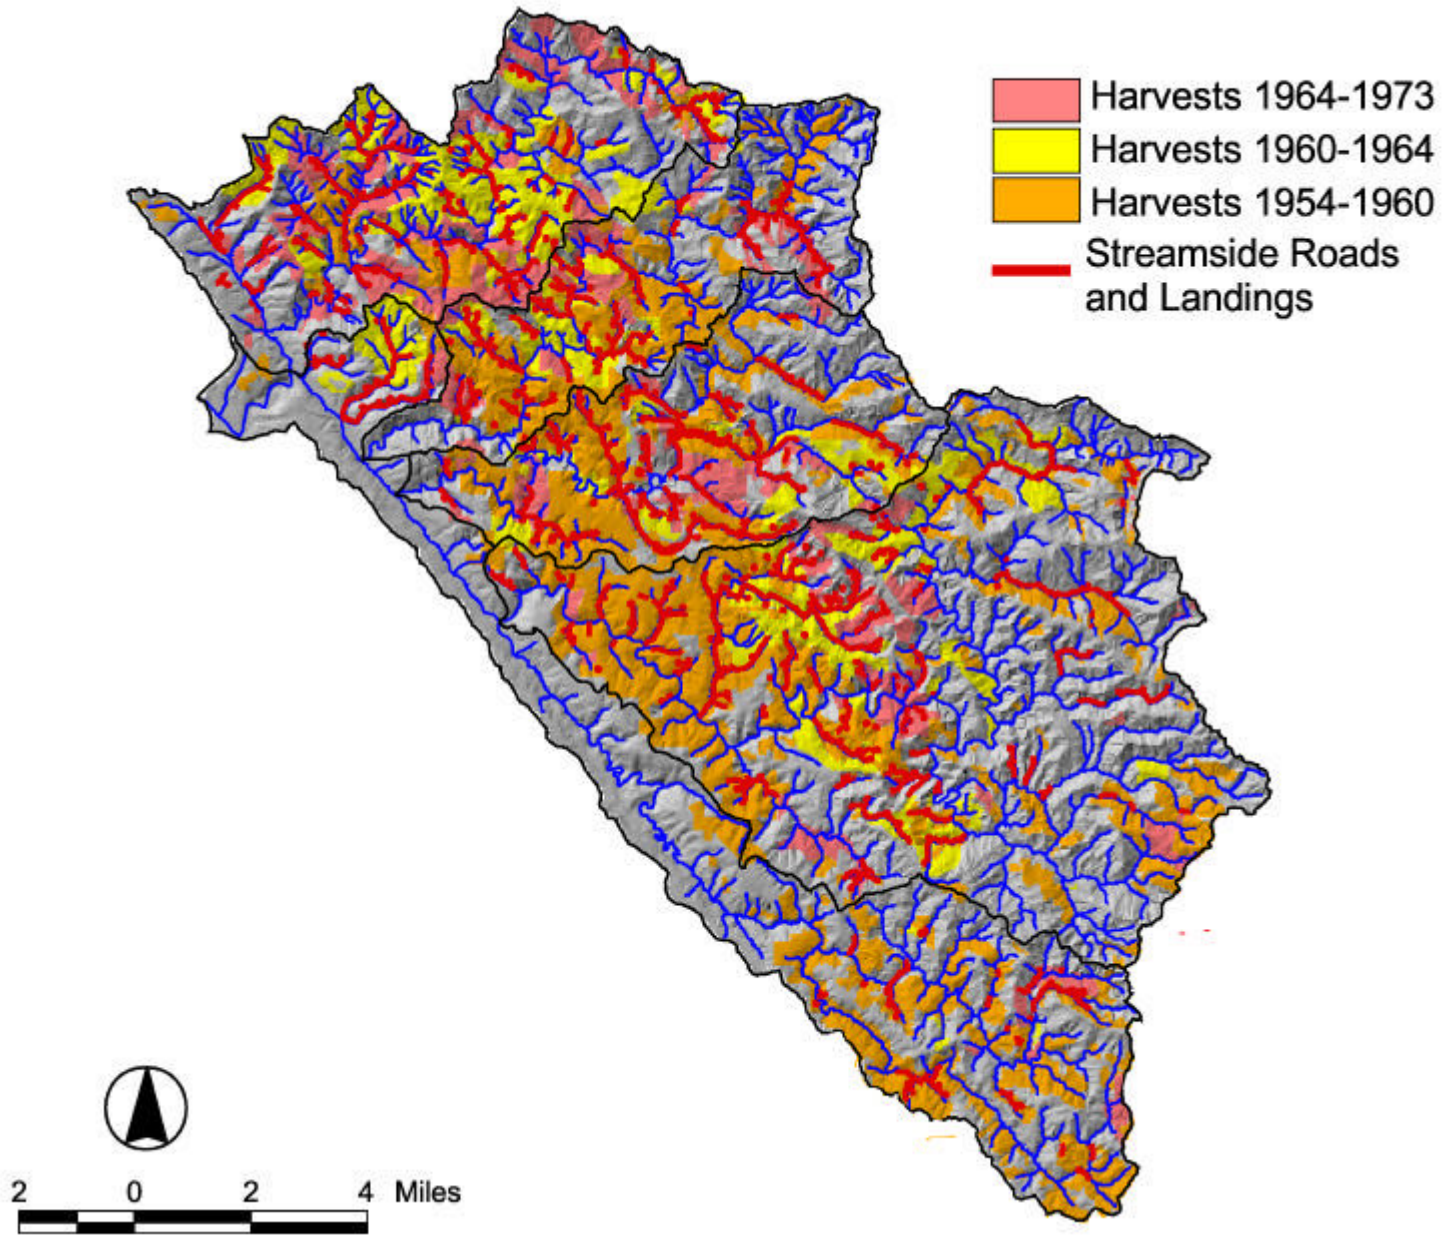 Harvests 1964-1973
Harvests 1960-1964
Harvests 1954-1960
Streamside Roads
and Landings
2 0 2 4 Miles